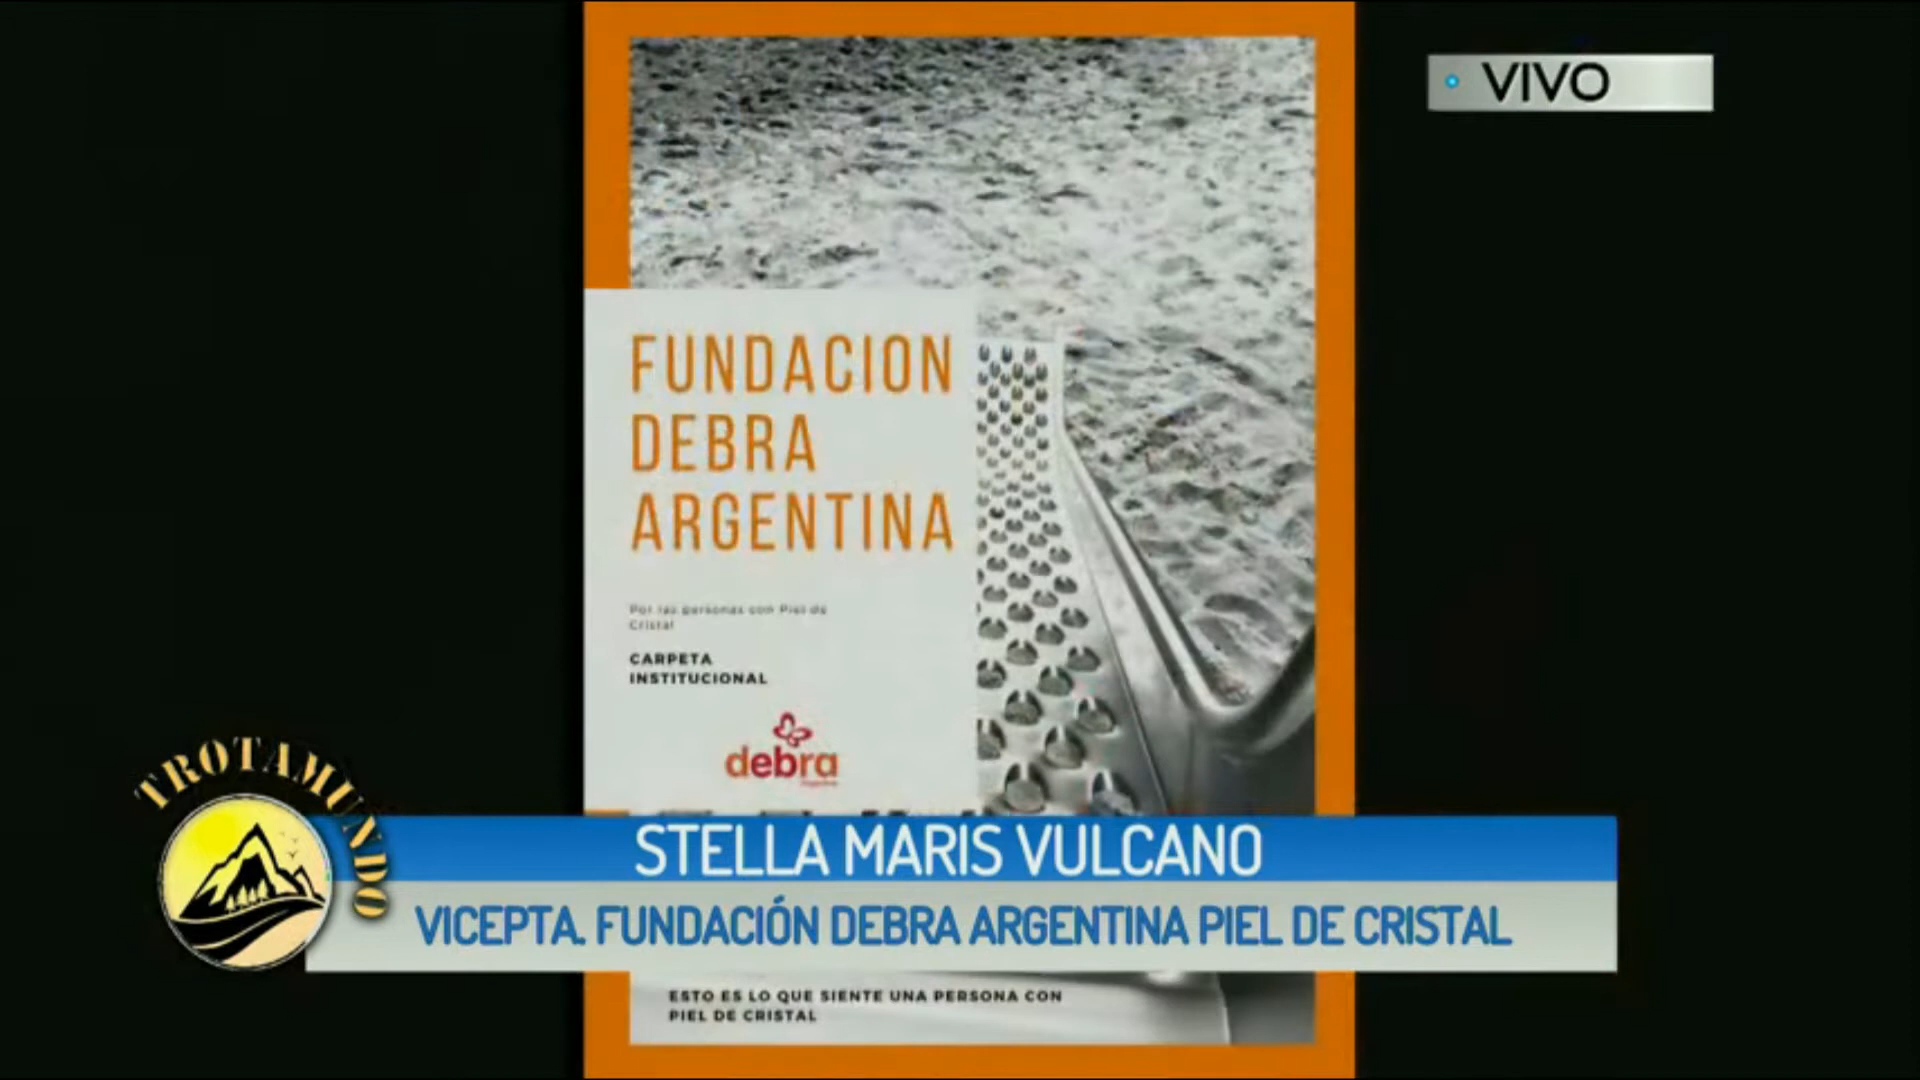 VIVO
FUNDACION
DEBRA
ARGENTINA
Por las personas con Piel de
Cristal
CARPETA
INSTITUCIONAL
debra
TROTAMUNDO
STELLA MARIS VULCANO
VICEPTA. FUNDACIÓN DEBRA ARGENTINA PIEL DE CRISTAL
ESTO ES LO QUE SIENTE UNA PERSONA CON
PIEL DE CRISTAL